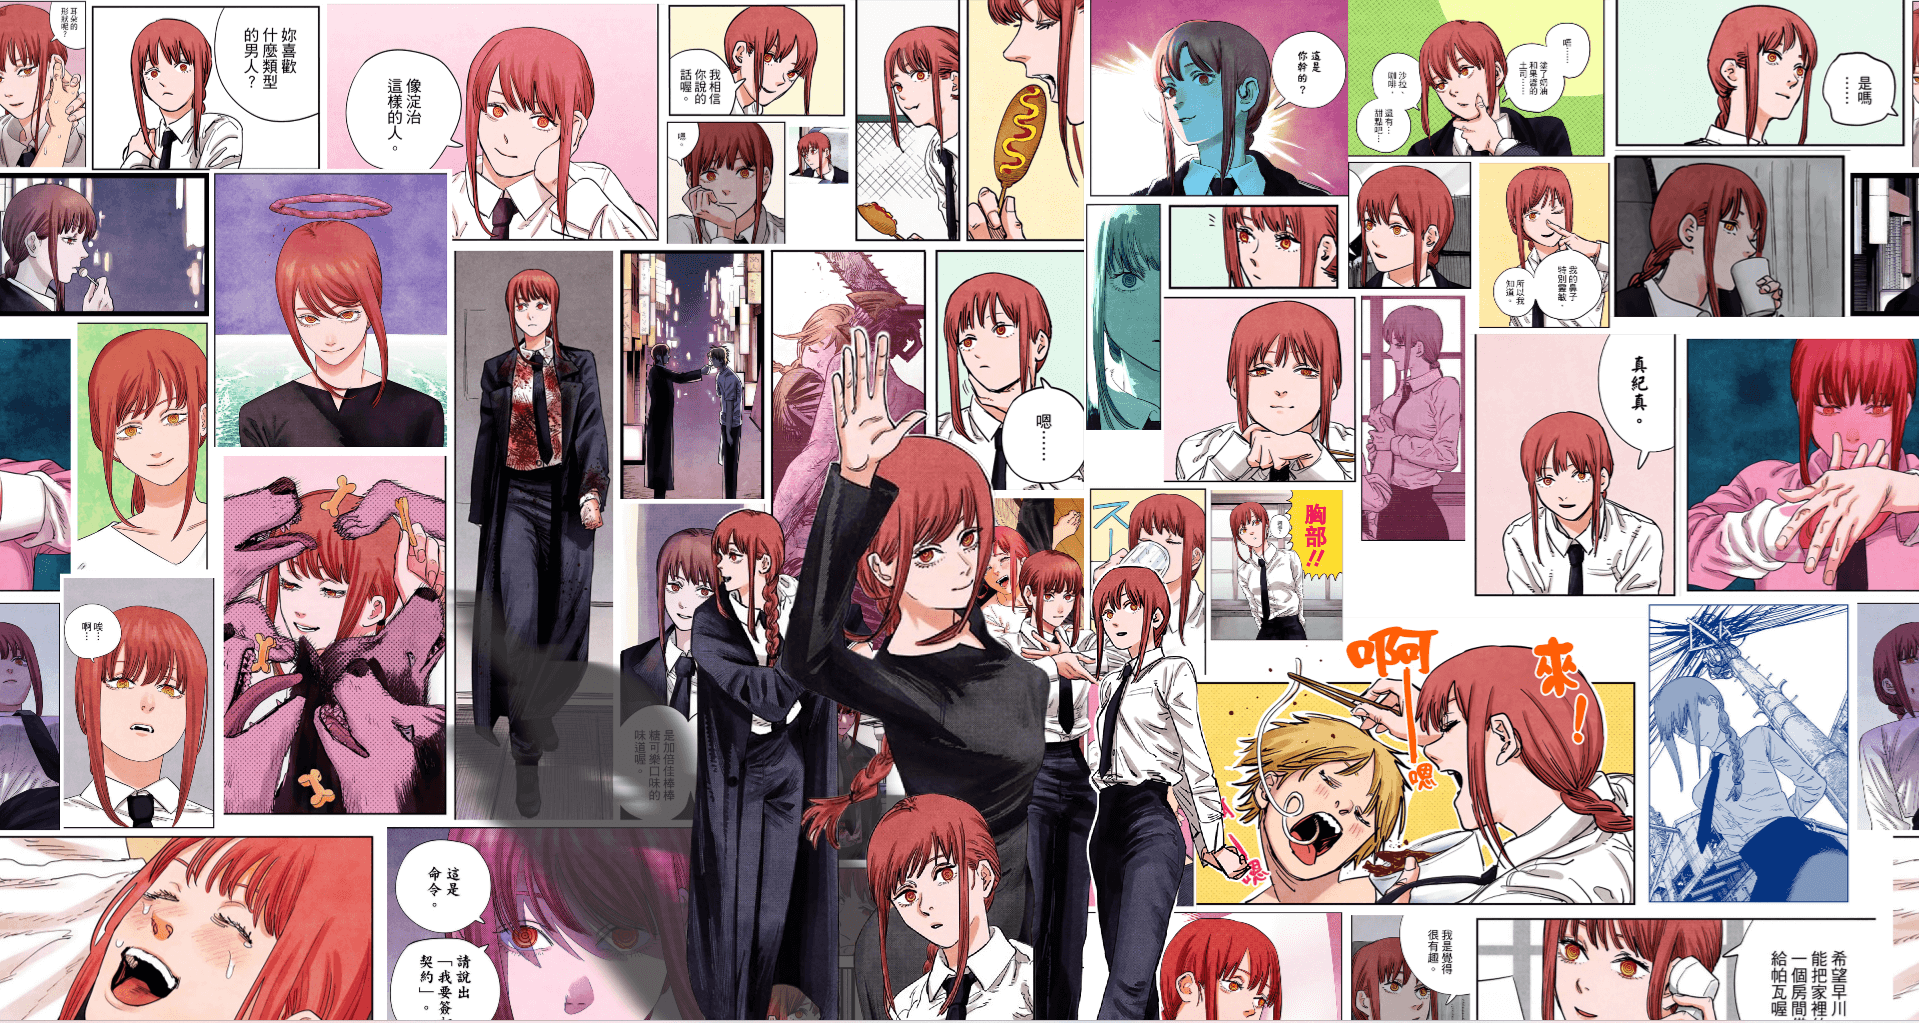 耳朵的
形狀呢？
妳喜歡
什麼類型
的男人？
像淀治
這樣的人。
我相信
你說的
話喔。
嗯。
這是
你幹的？
嗯……
塗了奶油
和果醬的
土司……
沙拉、
咖啡，
還有…
甜點吧…
是嗎
……
我的鼻子
特別靈敏，
所以我
知道。
嗯……
真紀真。
胸部!!
スー
唉
啊……
是加倍佳棒棒
糖可樂口味的
味道喔。
來！
啊
嗯
嗯
這是
命令。
請說出
「我要簽
契約」。
我是覺得
很有趣。
希望早川
能把家裡的
一個房間
給帕瓦喔